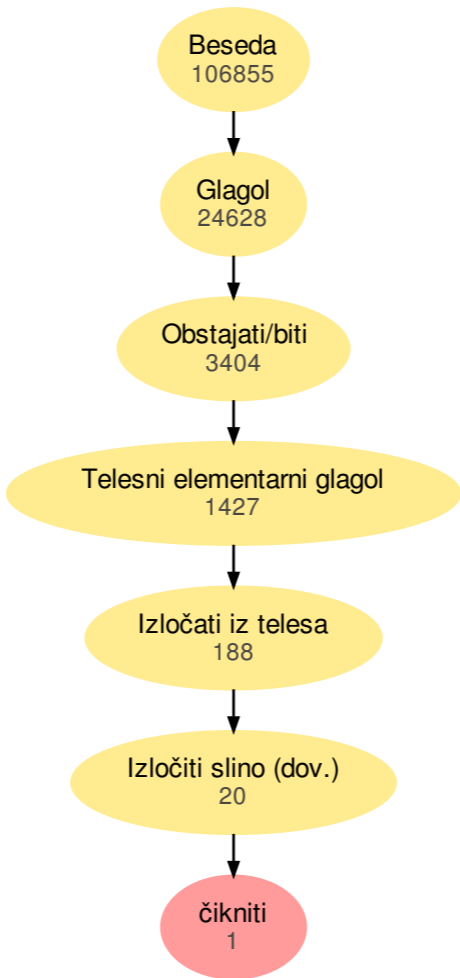 Beseda
106855
Glagol
24628
Obstajati/biti
3404
Telesni elementarni glagol
1427
Izločati iz telesa
188
Izločiti slino (dov.)
20
čikniti
1